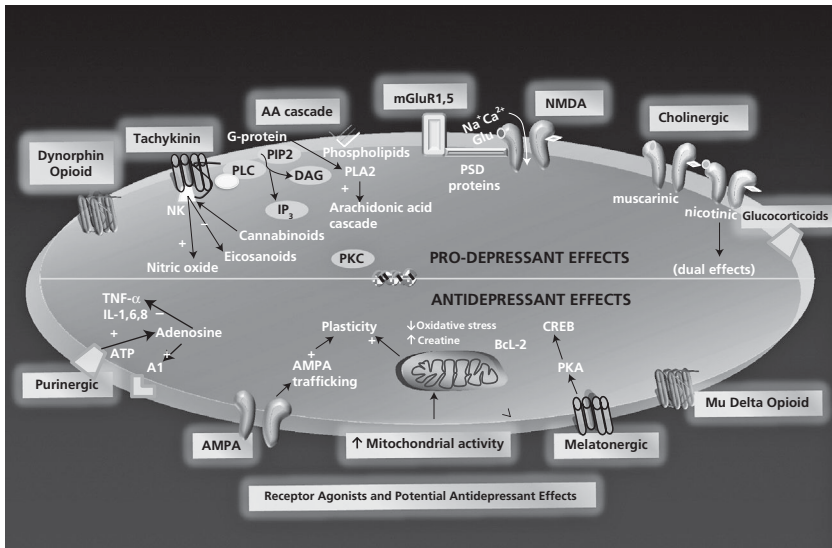 mGluR1,5
NMDA
AA cascade
Cholinergic
Tachykinin
Dynorphin
Opioid
G-protein
Na⁺Ca²⁺
Glu
Phospholipids
PIP2
PLC
DAG
PLA2
+
PSD
proteins
muscarinic
nicotinic
Glucocorticoids
NK
IP₃
Arachidonic acid
cascade
Cannabinoids
+
–
Eicosanoids
Nitric oxide
PKC
PRO-DEPRESSANT EFFECTS
(dual effects)
ANTIDEPRESSANT EFFECTS
TNF-α
IL-1,6,8
–
+
Adenosine
ATP
+
A1
Purinergic
Plasticity
+
+
↓ Oxidative stress
↑ Creatine
BcL-2
CREB
AMPA
trafficking
PKA
Mu Delta Opioid
AMPA
↑ Mitochondrial activity
Melatonergic
Receptor Agonists and Potential Antidepressant Effects